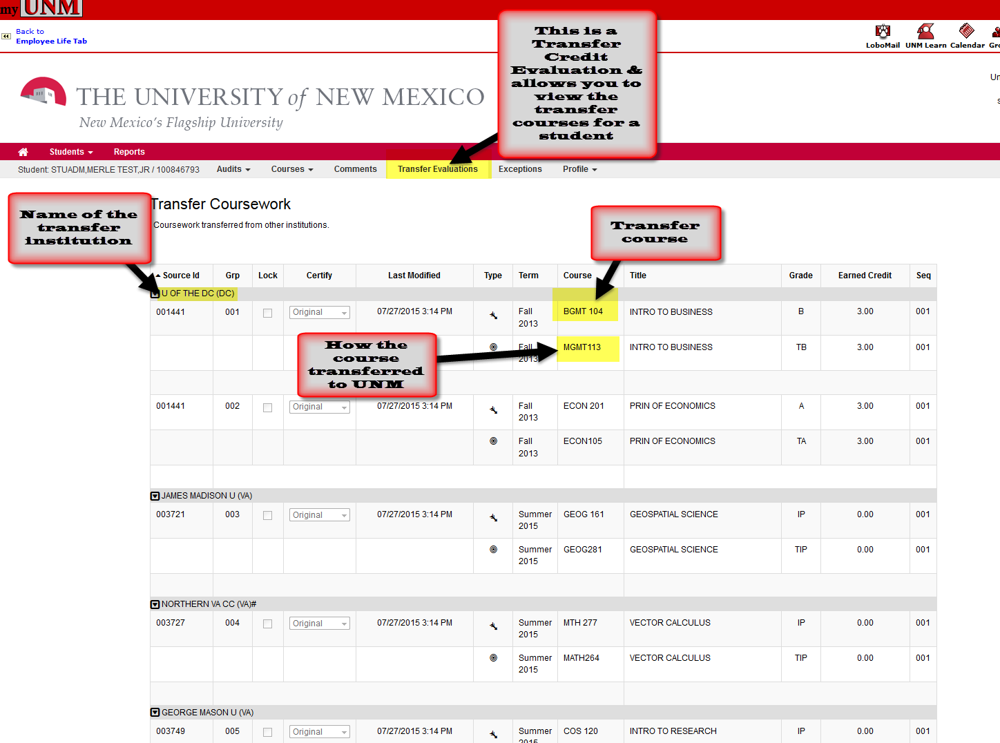 my UNM
Back to
Employee Life Tab
LoboMail UNM Learn Calendar
THE UNIVERSITY of NEW MEXICO
New Mexico's Flagship University
This is a
Transfer
Credit
Evaluation &
allows you to
view the
transfer
courses for a
student
Students Reports
Student: STUADM,MERLE TEST,JR / 100846793 Audits Courses Comments Transfer Evaluations Exceptions Profile
Name of the
transfer
institution
Transfer Coursework
Coursework transferred from other institutions.
Transfer
course
Source Id Grp Lock Certify Last Modified Type Term Course Title Grade Earned Credit Seq
U OF THE DC (DC)
001441 001 Original 07/27/2015 3:14 PM Fall 2013 BGMT 104 INTRO TO BUSINESS B 3.00 001
How the
course
transferred
to UNM
Fall 2013 MGMT113 INTRO TO BUSINESS TB 3.00 001
001441 002 Original 07/27/2015 3:14 PM Fall 2013 ECON 201 PRIN OF ECONOMICS A 3.00 001
Fall 2013 ECON105 PRIN OF ECONOMICS TA 3.00 001
JAMES MADISON U (VA)
003721 003 Original 07/27/2015 3:14 PM Summer 2015 GEOG 161 GEOSPATIAL SCIENCE IP 0.00 001
Summer 2015 GEOG281 GEOSPATIAL SCIENCE TIP 0.00 001
NORTHERN VA CC (VA)#
003727 004 Original 07/27/2015 3:14 PM Summer 2015 MTH 277 VECTOR CALCULUS IP 0.00 001
Summer 2015 MATH264 VECTOR CALCULUS TIP 0.00 001
GEORGE MASON U (VA)
003749 005 Original 07/27/2015 3:14 PM Summer 2015 COS 120 INTRO TO RESEARCH IP 0.00 001